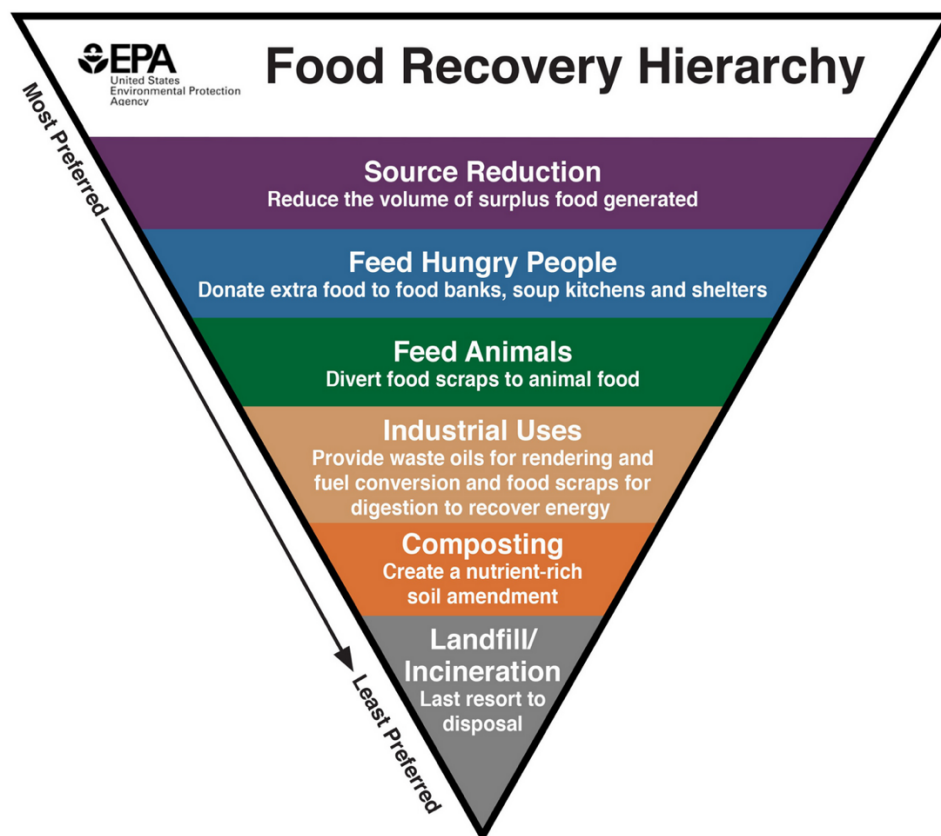 EPA
United States
Environmental Protection
Agency
Food Recovery Hierarchy
Most Preferred
Source Reduction
Reduce the volume of surplus food generated
Feed Hungry People
Donate extra food to food banks, soup kitchens and shelters
Feed Animals
Divert food scraps to animal food
Industrial Uses
Provide waste oils for rendering and
fuel conversion and food scraps for
digestion to recover energy
Composting
Create a nutrient-rich
soil amendment
Landfill/
Incineration
Last resort to
disposal
Least Preferred